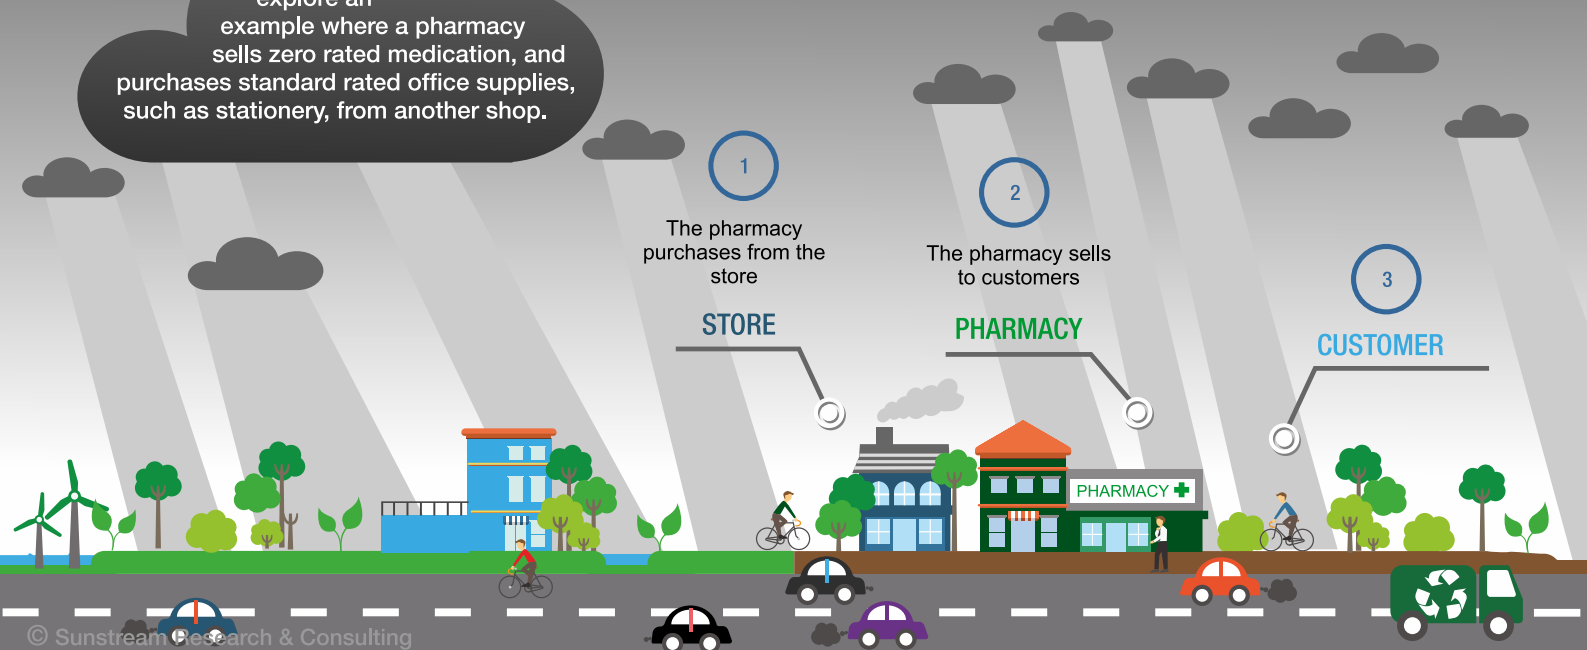 explore an
example where a pharmacy
sells zero rated medication, and
purchases standard rated office supplies,
such as stationery, from another shop.
1
The pharmacy
purchases from the
store
STORE
2
The pharmacy sells
to customers
PHARMACY
3
CUSTOMER
PHARMACY
© Sunstream Research & Consulting